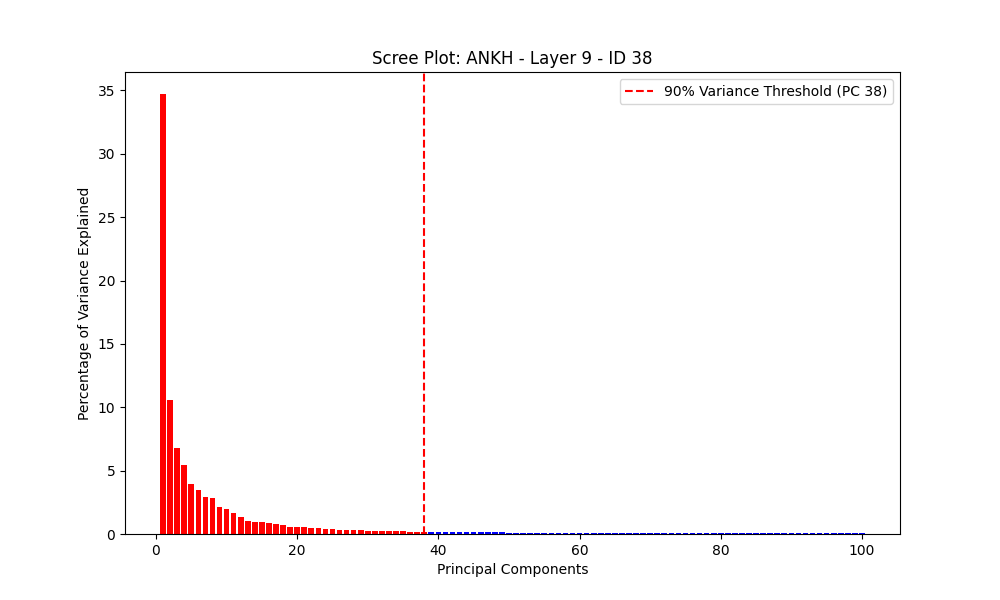 Scree Plot: ANKH - Layer 9 - ID 38
90% Variance Threshold (PC 38)
Percentage of Variance Explained
35
30
25
20
15
10
5
0
0 20 40 60 80 100
Principal Components